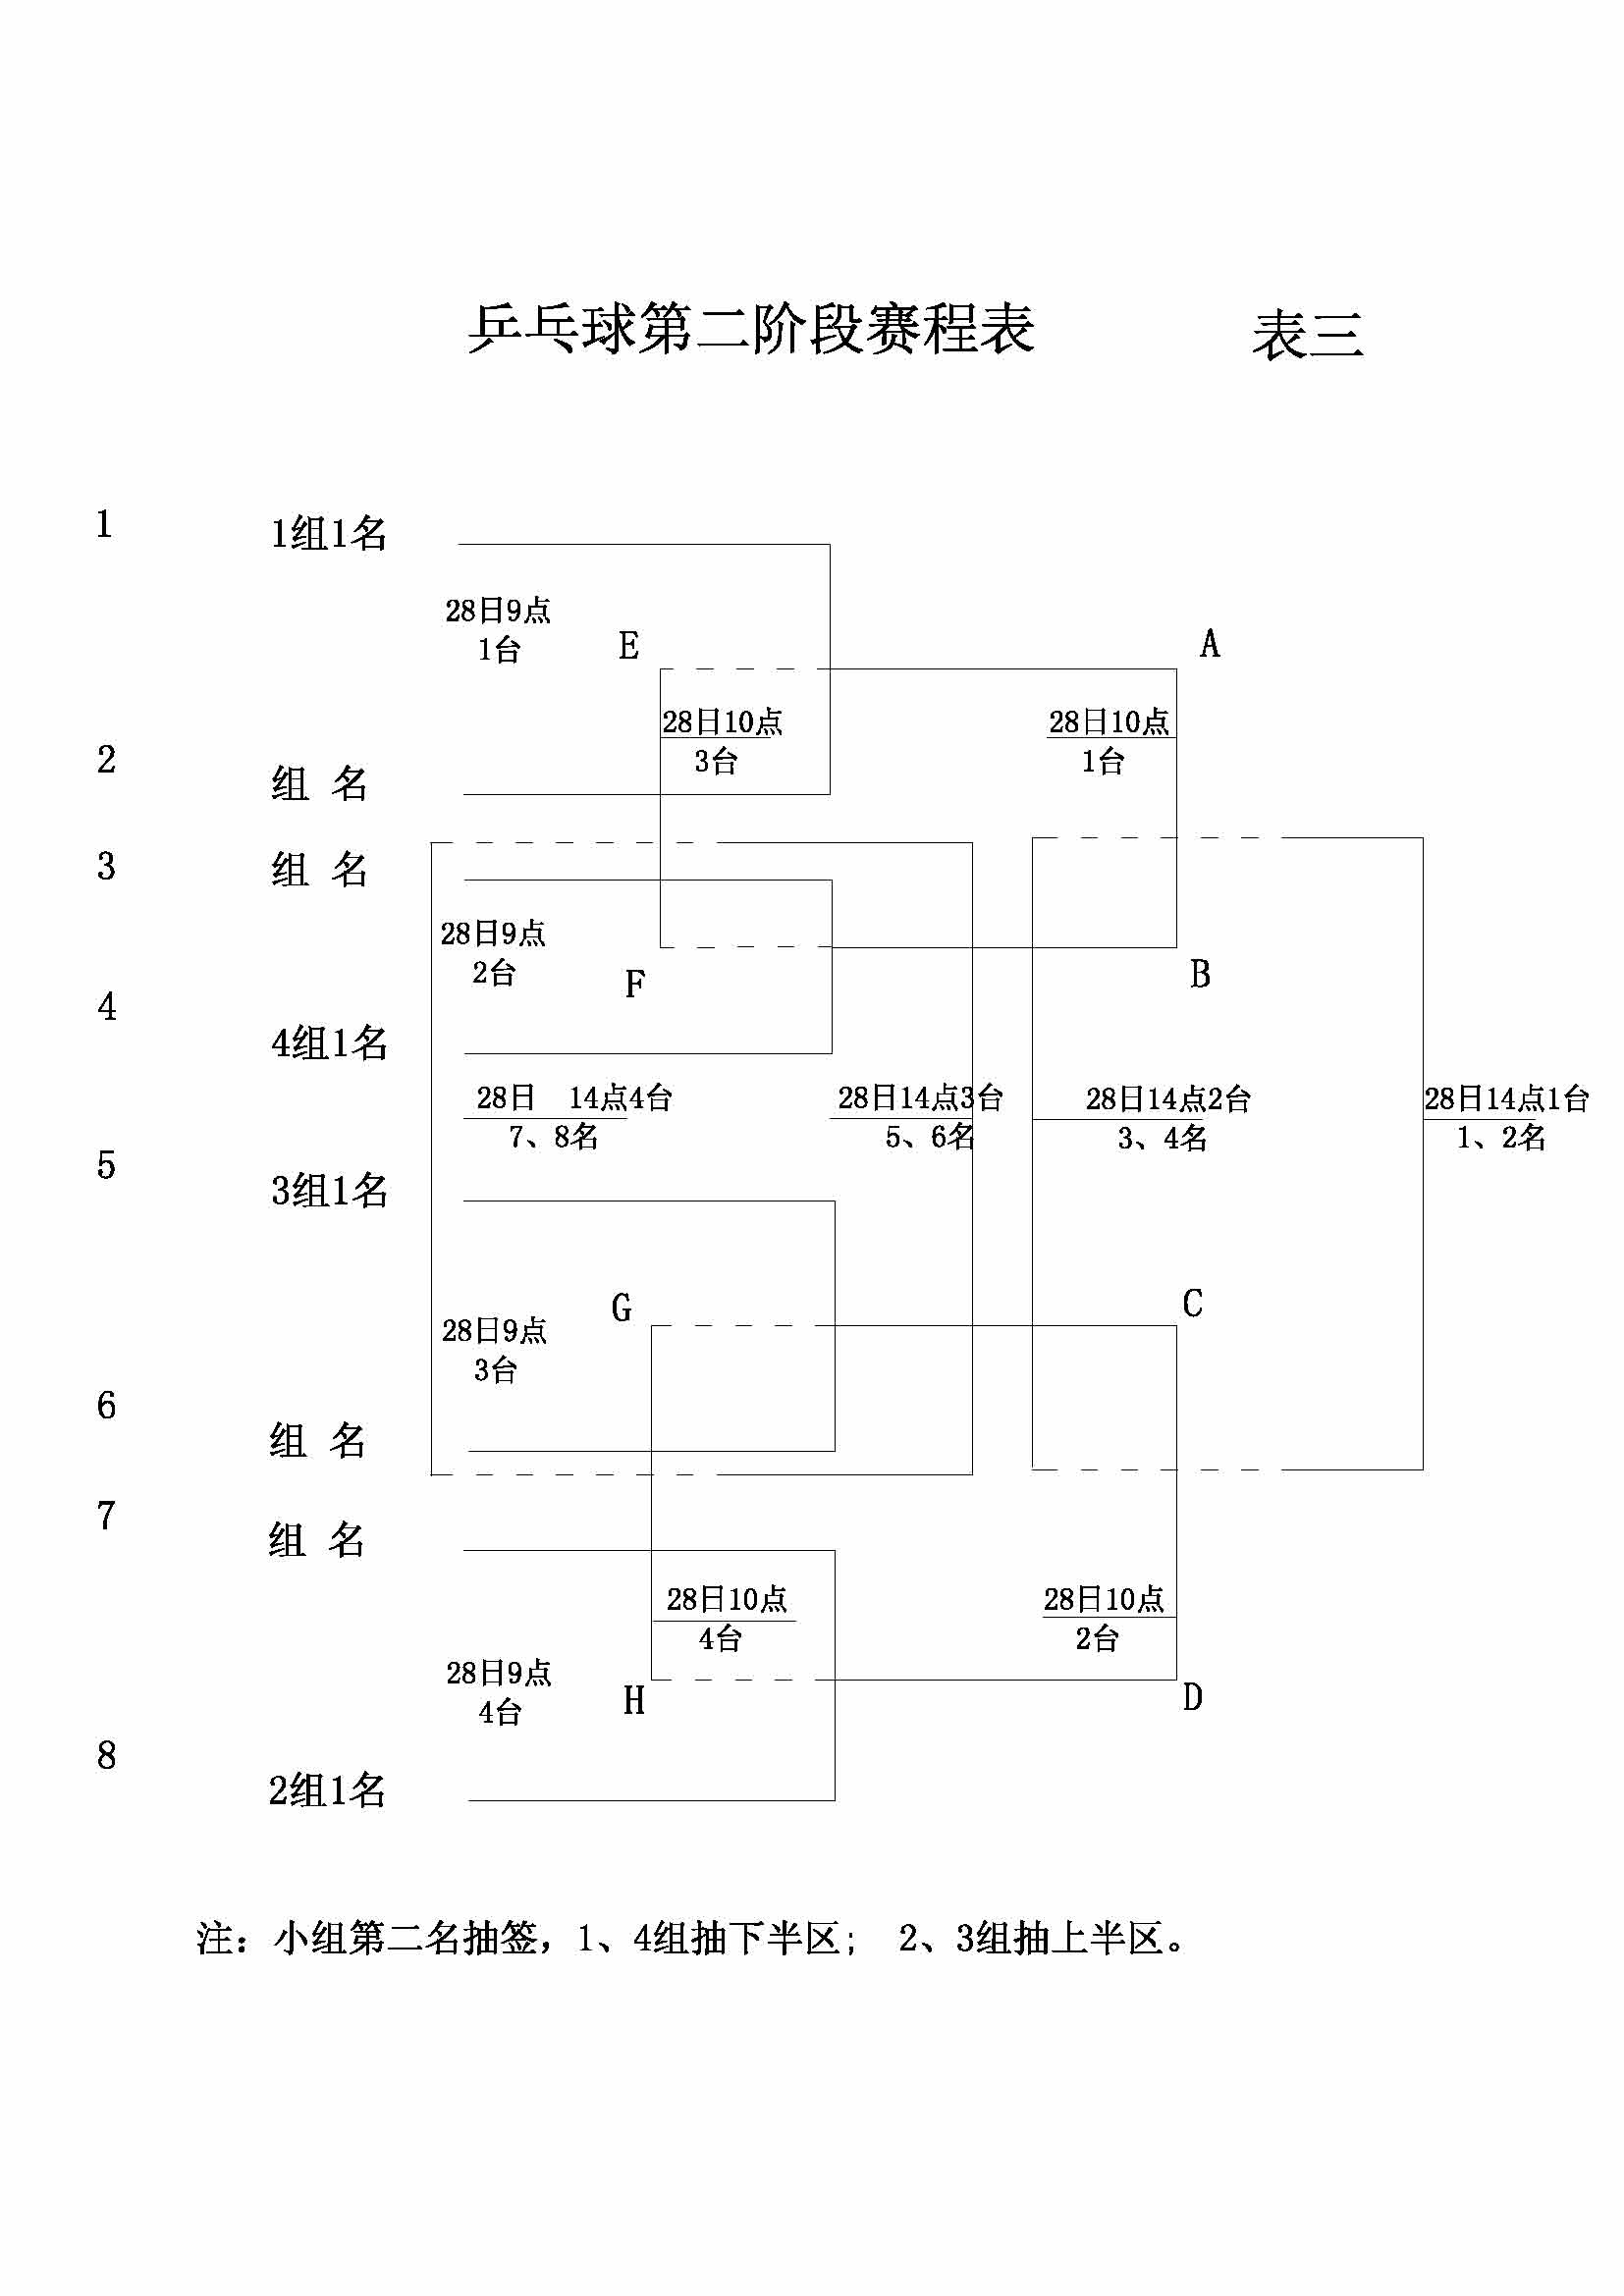 乒乓球第二阶段赛程表 表三
1 1组1名
28日9点
1台
E
A
28日10点
3台
28日10点
1台
2 组 名
3 组 名
28日9点
2台
F
B
4 4组1名
28日 14点4台
7、8名
28日14点3台
5、6名
28日14点2台
3、4名
28日14点1台
1、2名
5 3组1名
G
C
28日9点
3台
6 组 名
7 组 名
28日10点
4台
28日10点
2台
28日9点
4台
H
D
8 2组1名
注：小组第二名抽签，1、4组抽下半区； 2、3组抽上半区。